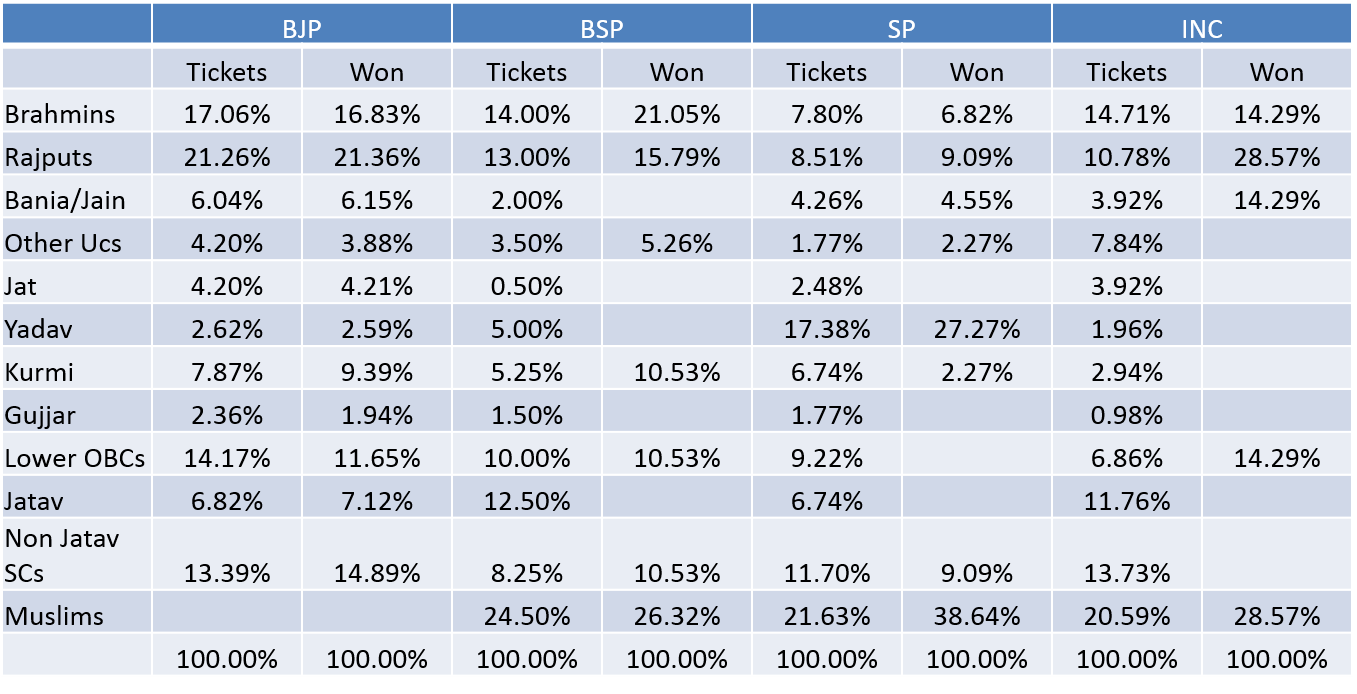 BJP BSP SP INC
Tickets Won Tickets Won Tickets Won Tickets Won
Brahmins 17.06% 16.83% 14.00% 21.05% 7.80% 6.82% 14.71% 14.29%
Rajputs 21.26% 21.36% 13.00% 15.79% 8.51% 9.09% 10.78% 28.57%
Bania/Jain 6.04% 6.15% 2.00% 4.26% 4.55% 3.92% 14.29%
Other Ucs 4.20% 3.88% 3.50% 5.26% 1.77% 2.27% 7.84%
Jat 4.20% 4.21% 0.50% 2.48% 3.92%
Yadav 2.62% 2.59% 5.00% 17.38% 27.27% 1.96%
Kurmi 7.87% 9.39% 5.25% 10.53% 6.74% 2.27% 2.94%
Gujjar 2.36% 1.94% 1.50% 1.77% 0.98%
Lower OBCs 14.17% 11.65% 10.00% 10.53% 9.22% 6.86% 14.29%
Jatav 6.82% 7.12% 12.50% 6.74% 11.76%
Non Jatav
SCs 13.39% 14.89% 8.25% 10.53% 11.70% 9.09% 13.73%
Muslims 24.50% 26.32% 21.63% 38.64% 20.59% 28.57%
100.00% 100.00% 100.00% 100.00% 100.00% 100.00% 100.00% 100.00%